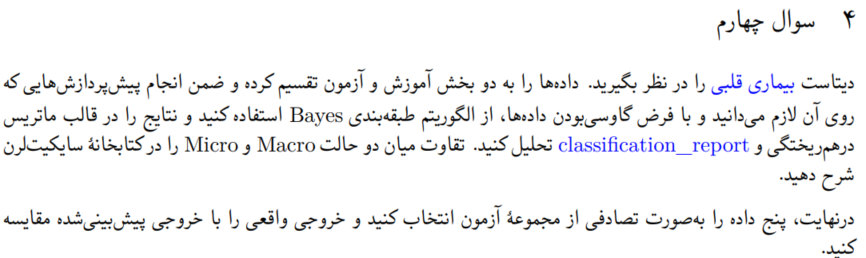 ۴ سوال چهارم
دیتاست بیماری قلبی را در نظر بگیرید. داده‌ها را به دو بخش آموزش و آزمون تقسیم کرده و ضمن انجام پیش‌پردازش‌هایی که
روی آن لازم می‌دانید و با فرض گاوسی‌بودن داده‌ها، از الگوریتم طبقه‌بندی Bayes استفاده کنید و نتایج را در قالب ماتریس
درهم‌ریختگی و classification_report تحلیل کنید. تفاوت میان دو حالت Macro و Micro را در کتابخانهٔ سایکیت‌لرن
شرح دهید.
درنهایت، پنج داده را به‌صورت تصادفی از مجموعهٔ آزمون انتخاب کنید و خروجی واقعی را با خروجی پیش‌بینی‌شده مقایسه
کنید.